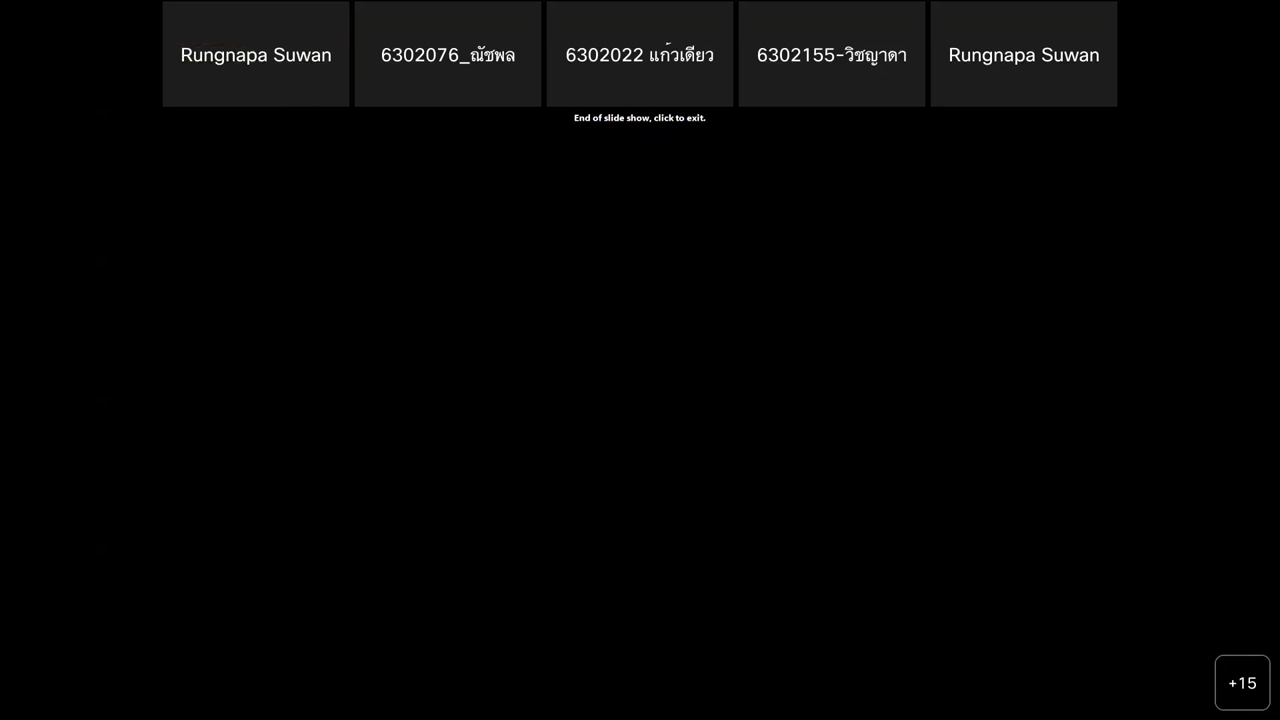 Rungnapa Suwan
6302076_ณัชพล
6302022 แก้วเดียว
6302155-วิชญาดา
Rungnapa Suwan
End of slide show, click to exit.
+15